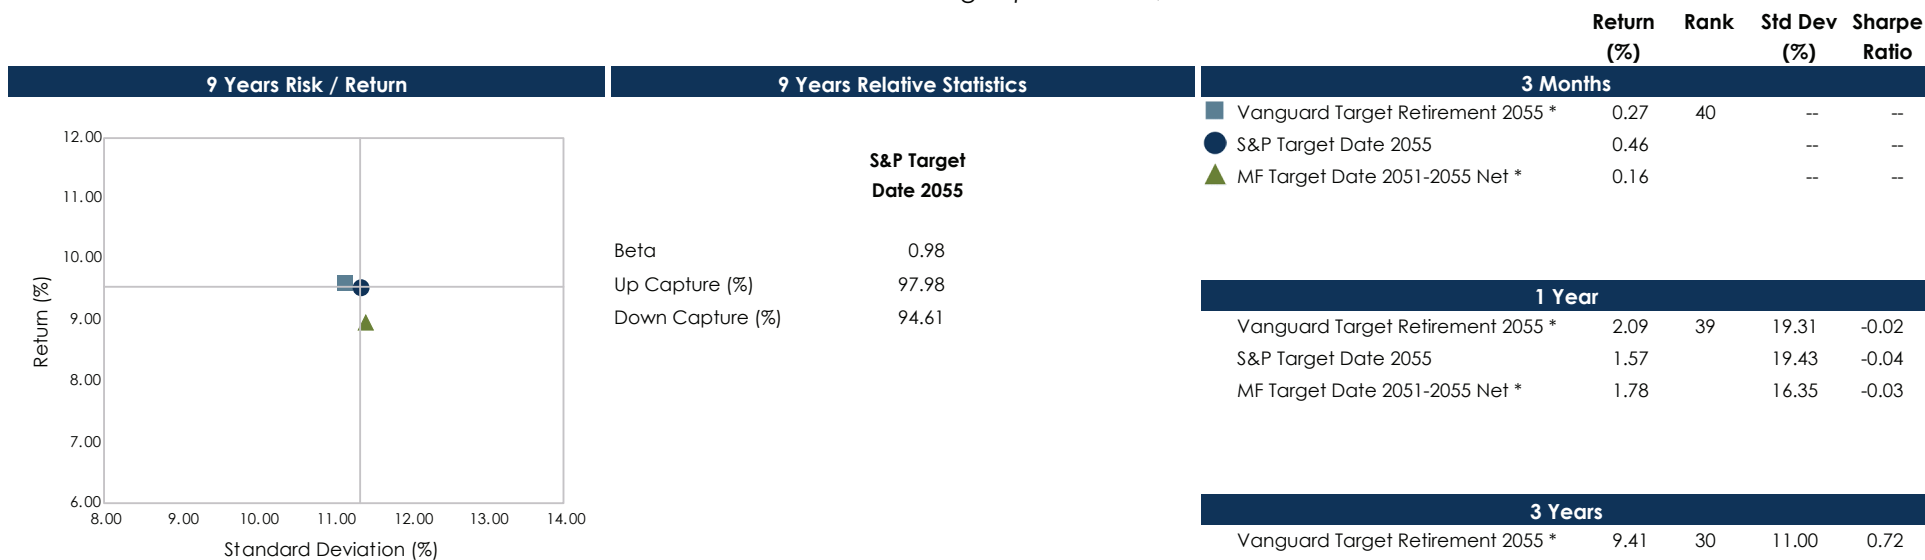 Return Rank Std Dev Sharpe
(%) (%) Ratio
9 Years Risk / Return
12.00
11.00
10.00
9.00
8.00
7.00
6.00
Return (%)
8.00 9.00 10.00 11.00 12.00 13.00 14.00
Standard Deviation (%)
9 Years Relative Statistics
S&P Target
Date 2055
Beta 0.98
Up Capture (%) 97.98
Down Capture (%) 94.61
3 Months
Vanguard Target Retirement 2055 * 0.27 40 -- --
S&P Target Date 2055 0.46 -- --
MF Target Date 2051-2055 Net * 0.16 -- --
1 Year
Vanguard Target Retirement 2055 * 2.09 39 19.31 -0.02
S&P Target Date 2055 1.57 19.43 -0.04
MF Target Date 2051-2055 Net * 1.78 16.35 -0.03
3 Years
Vanguard Target Retirement 2055 * 9.41 30 11.00 0.72